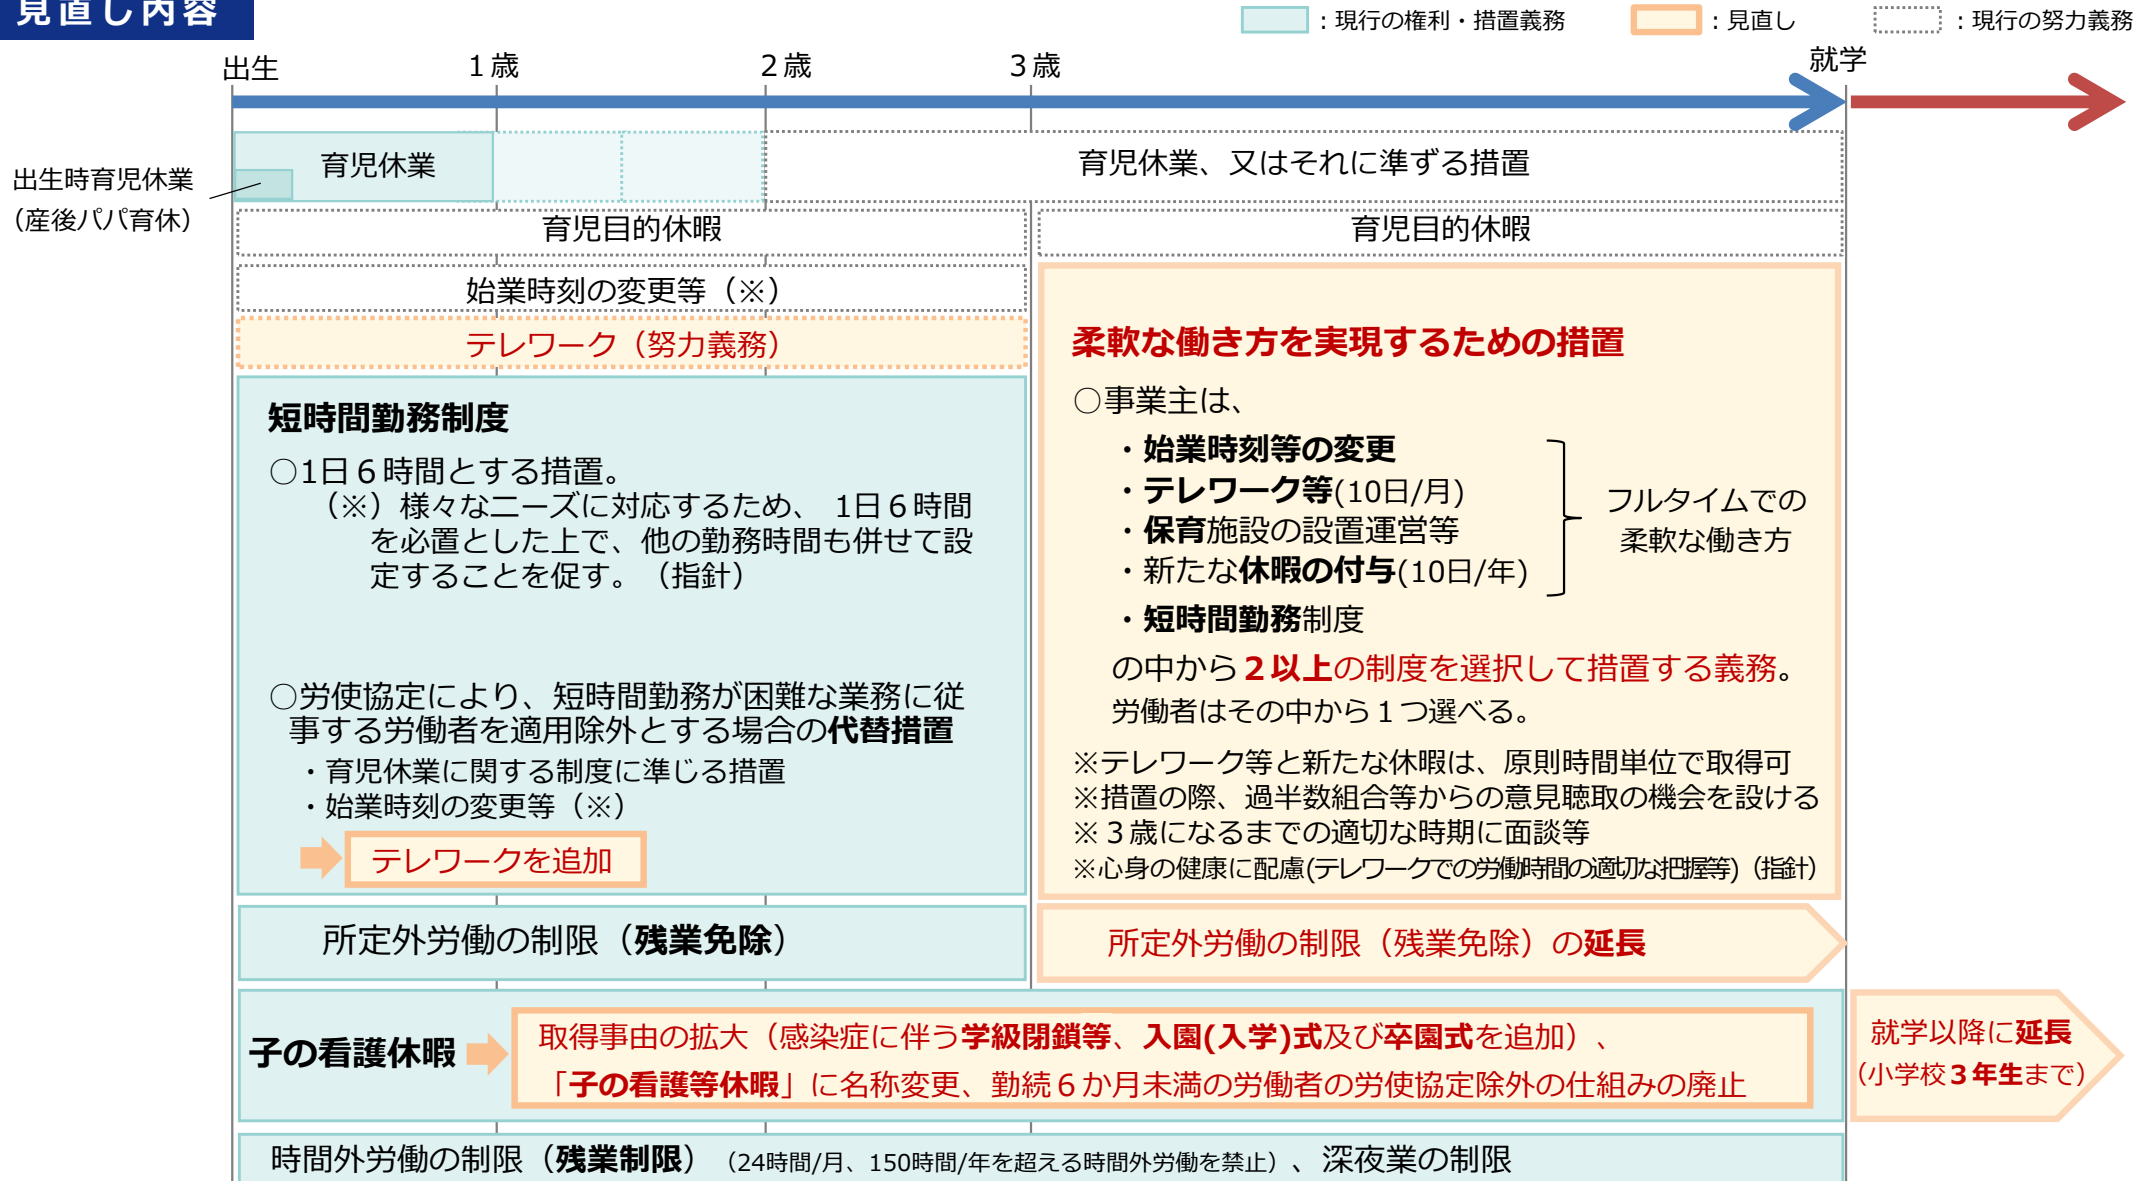 見直し内容
：現行の権利・措置義務
：見直し
：現行の努力義務
出生
１歳
２歳
３歳
就学
出生時育児休業
（産後パパ育休）
育児休業
育児休業、又はそれに準ずる措置
育児目的休暇
育児目的休暇
始業時刻の変更等（※）
テレワーク（努力義務）
短時間勤務制度
○1日６時間とする措置。
（※）様々なニーズに対応するため、 1日６時間
を必置とした上で、他の勤務時間も併せて設
定することを促す。（指針）
○労使協定により、短時間勤務が困難な業務に従
事する労働者を適用除外とする場合の代替措置
・育児休業に関する制度に準じる措置
・始業時刻の変更等（※）
テレワークを追加
柔軟な働き方を実現するための措置
○事業主は、
・始業時刻等の変更
・テレワーク等(10日/月)
・保育施設の設置運営等
・新たな休暇の付与(10日/年)
・短時間勤務制度
フルタイムでの
柔軟な働き方
の中から２以上の制度を選択して措置する義務。
労働者はその中から１つ選べる。
※テレワーク等と新たな休暇は、原則時間単位で取得可
※措置の際、過半数組合等からの意見聴取の機会を設ける
※３歳になるまでの適切な時期に面談等
※心身の健康に配慮(テレワークでの労働時間の適切な把握等)（指針）
所定外労働の制限（残業免除）
所定外労働の制限（残業免除）の延長
子の看護休暇
取得事由の拡大（感染症に伴う学級閉鎖等、入園(入学)式及び卒園式を追加）、
「子の看護等休暇」に名称変更、勤続６か月未満の労働者の労使協定除外の仕組みの廃止
就学以降に延長
（小学校３年生まで）
時間外労働の制限（残業制限）（24時間/月、150時間/年を超える時間外労働を禁止）、深夜業の制限